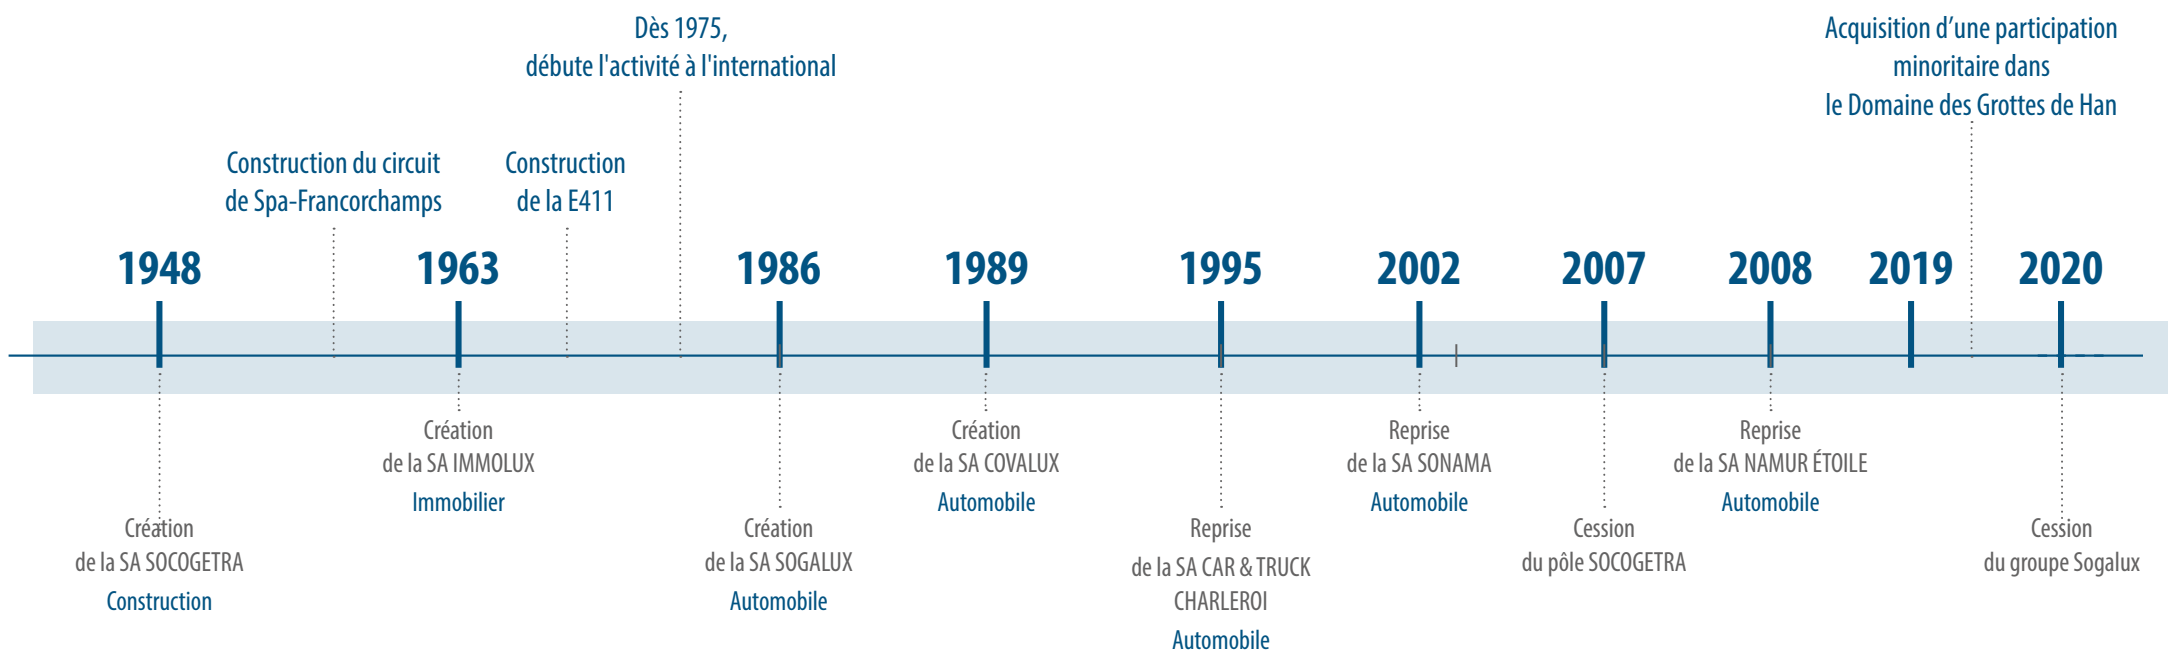 Dès 1975,
débute l'activité à l'international
Acquisition d’une participation
minoritaire dans
le Domaine des Grottes de Han
Construction du circuit
de Spa-Francorchamps
Construction
de la E411
1948
1963
1986
1989
1995
2002
2007
2008
2019
2020
Création
de la SA IMMOLUX
Immobilier
Création
de la SA COVALUX
Automobile
Reprise
de la SA SONAMA
Automobile
Reprise
de la SA NAMUR ÉTOILE
Automobile
Création
de la SA SOCOGETRA
Construction
Création
de la SA SOGALUX
Automobile
Reprise
de la SA CAR & TRUCK
CHARLEROI
Automobile
Cession
du pôle SOCOGETRA
Cession
du groupe Sogalux